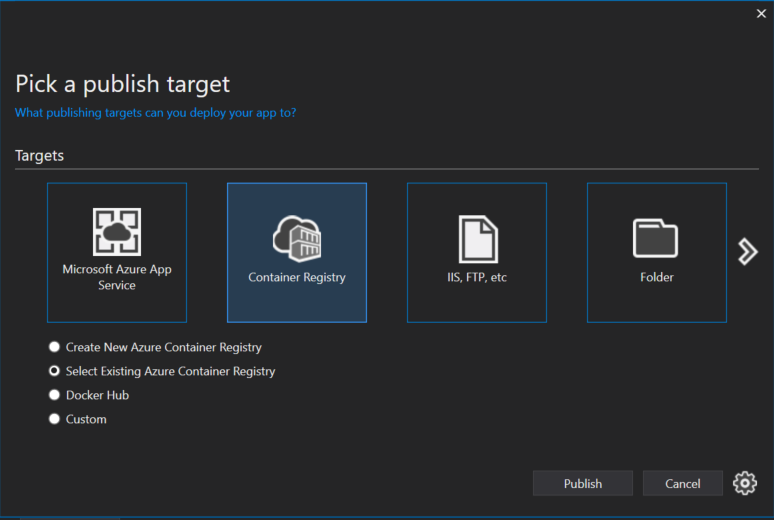 Pick a publish target
What publishing targets can you deploy your app to?
Targets
Microsoft Azure App
Service
Container Registry
IIS, FTP, etc
Folder
Create New Azure Container Registry
Select Existing Azure Container Registry
Docker Hub
Custom
Publish
Cancel